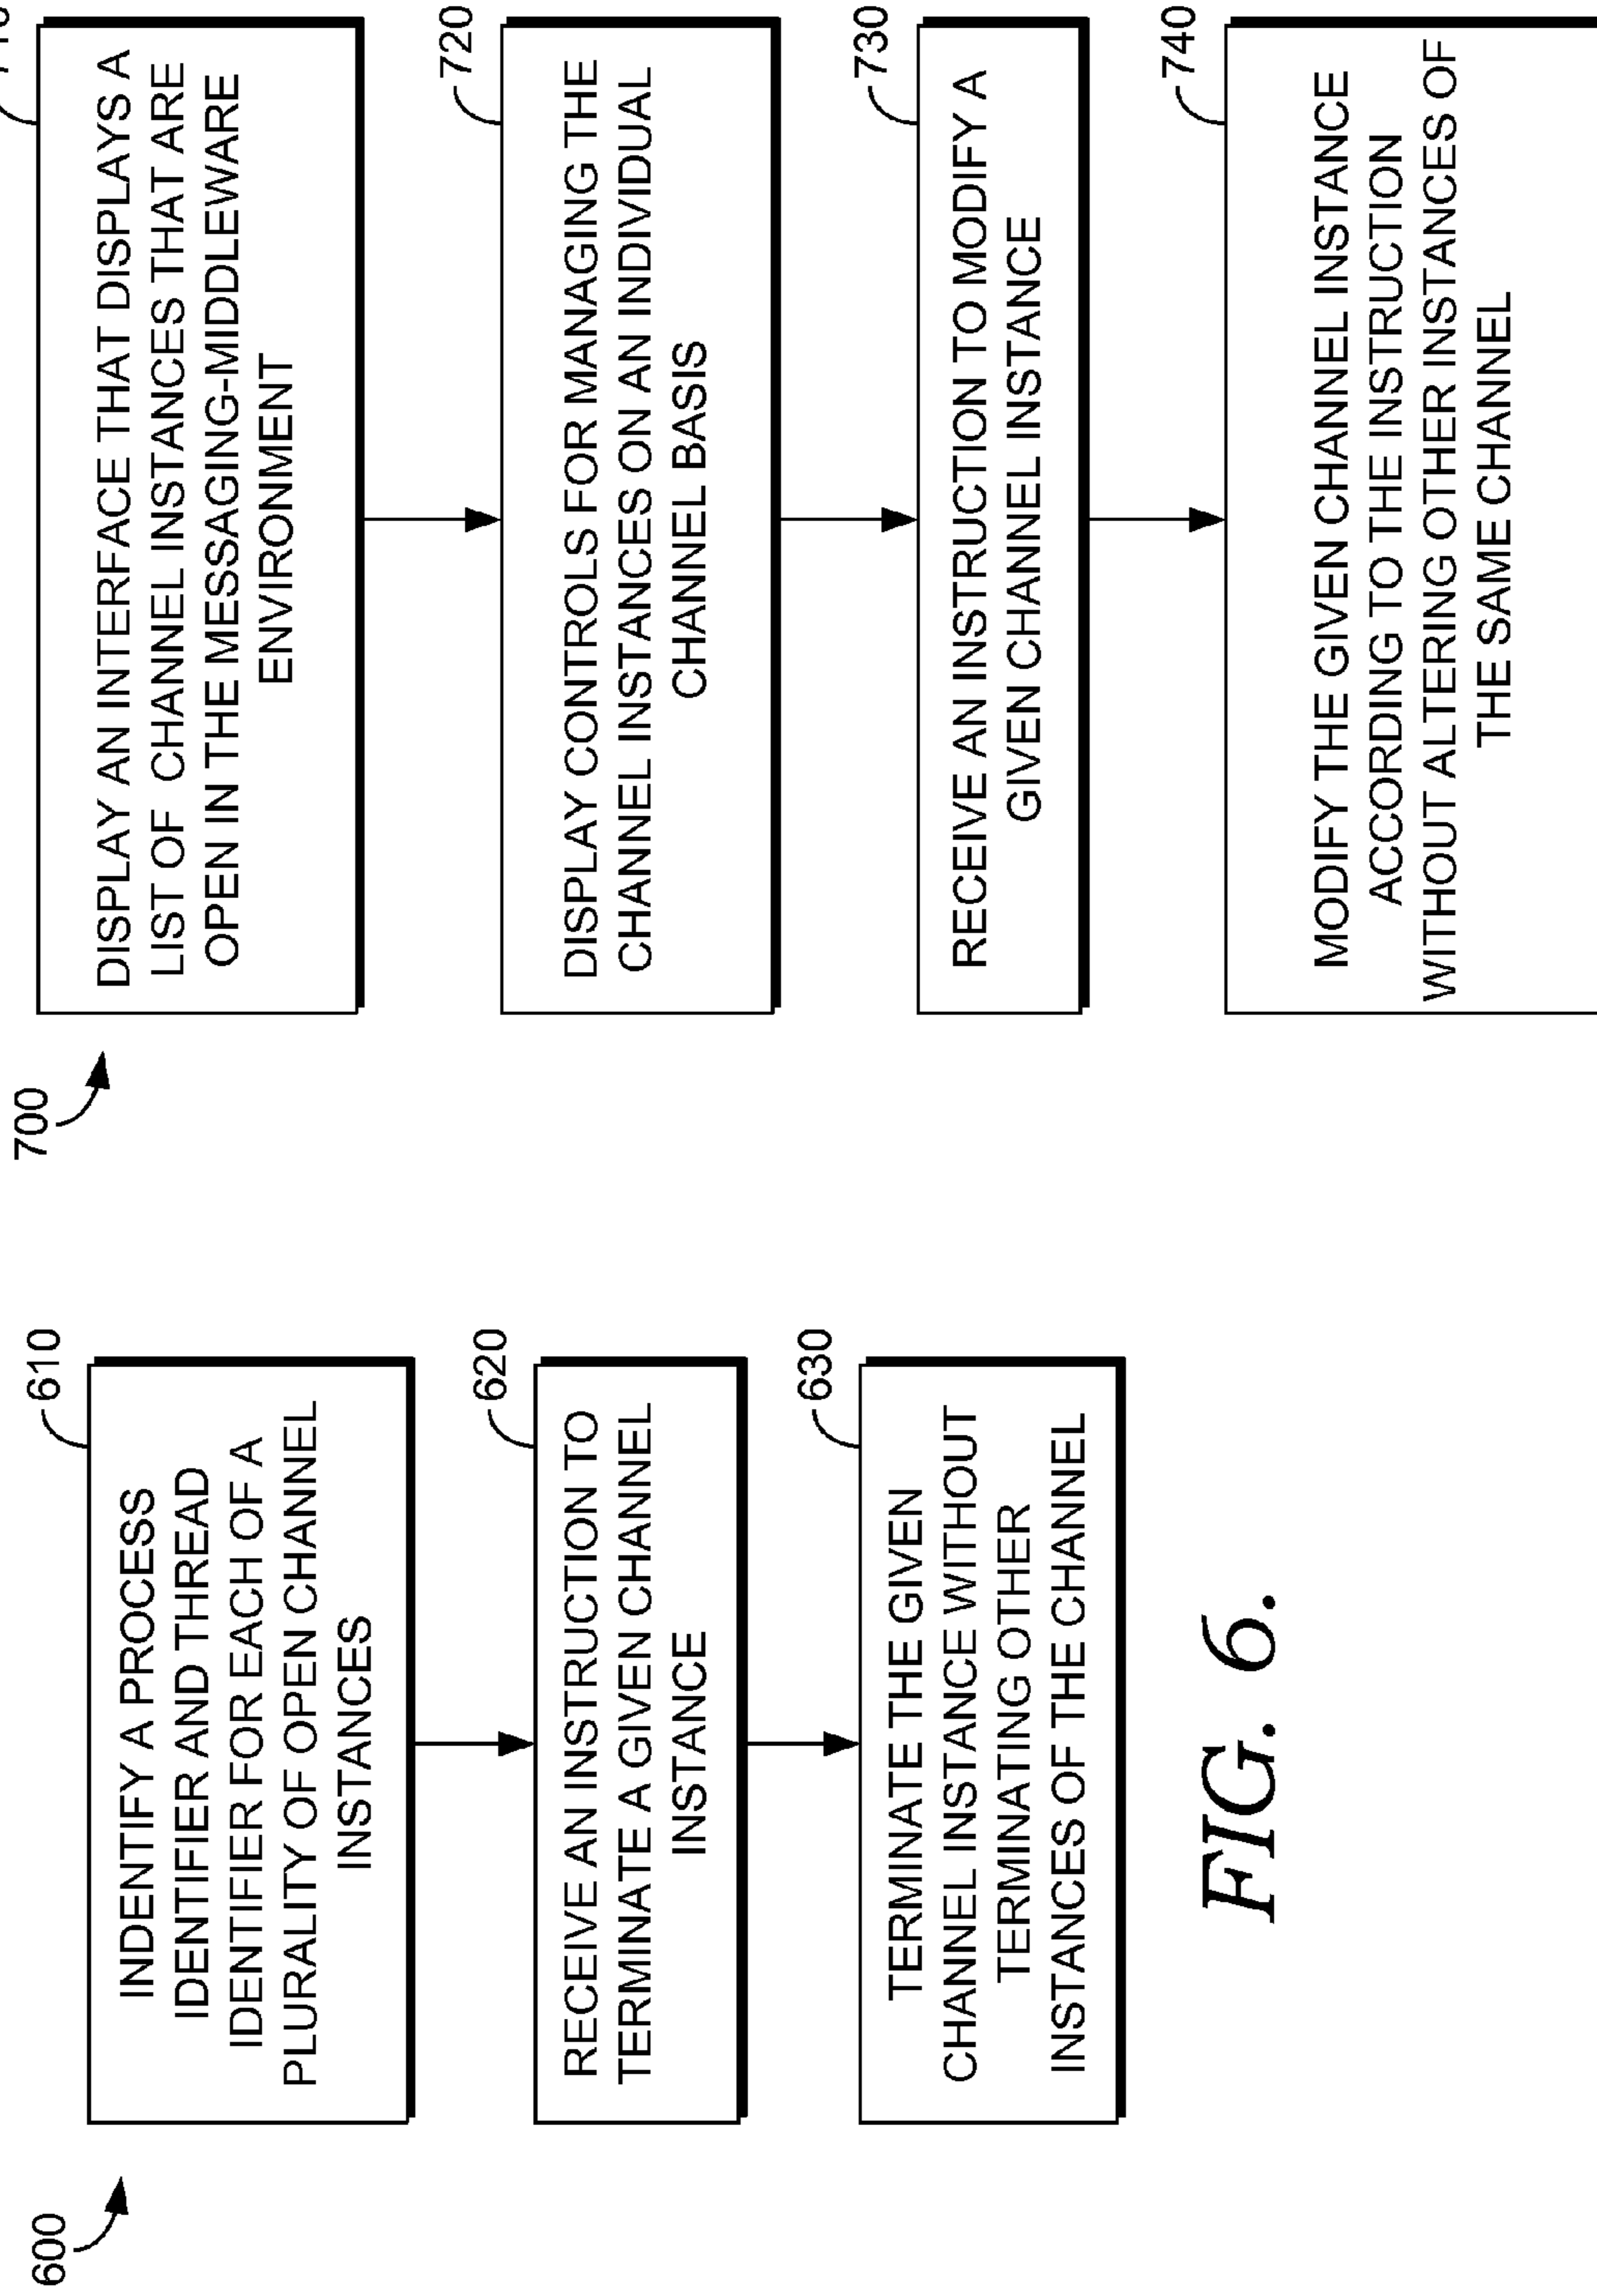 600
610
INDENTIFY A PROCESS
IDENTIFIER AND THREAD
IDENTIFIER FOR EACH OF A
PLURALITY OF OPEN CHANNEL
INSTANCES
620
RECEIVE AN INSTRUCTION TO
TERMINATE A GIVEN CHANNEL
INSTANCE
630
TERMINATE THE GIVEN
CHANNEL INSTANCE WITHOUT
TERMINATING OTHER
INSTANCES OF THE CHANNEL
FIG. 6.
700
DISPLAY AN INTERFACE THAT DISPLAYS A
LIST OF CHANNEL INSTANCES THAT ARE
OPEN IN THE MESSAGING-MIDDLEWARE
ENVIRONMENT
720
DISPLAY CONTROLS FOR MANAGING THE
CHANNEL INSTANCES ON AN INDIVIDUAL
CHANNEL BASIS
730
RECEIVE AN INSTRUCTION TO MODIFY A
GIVEN CHANNEL INSTANCE
740
MODIFY THE GIVEN CHANNEL INSTANCE
ACCORDING TO THE INSTRUCTION
WITHOUT ALTERING OTHER INSTANCES OF
THE SAME CHANNEL